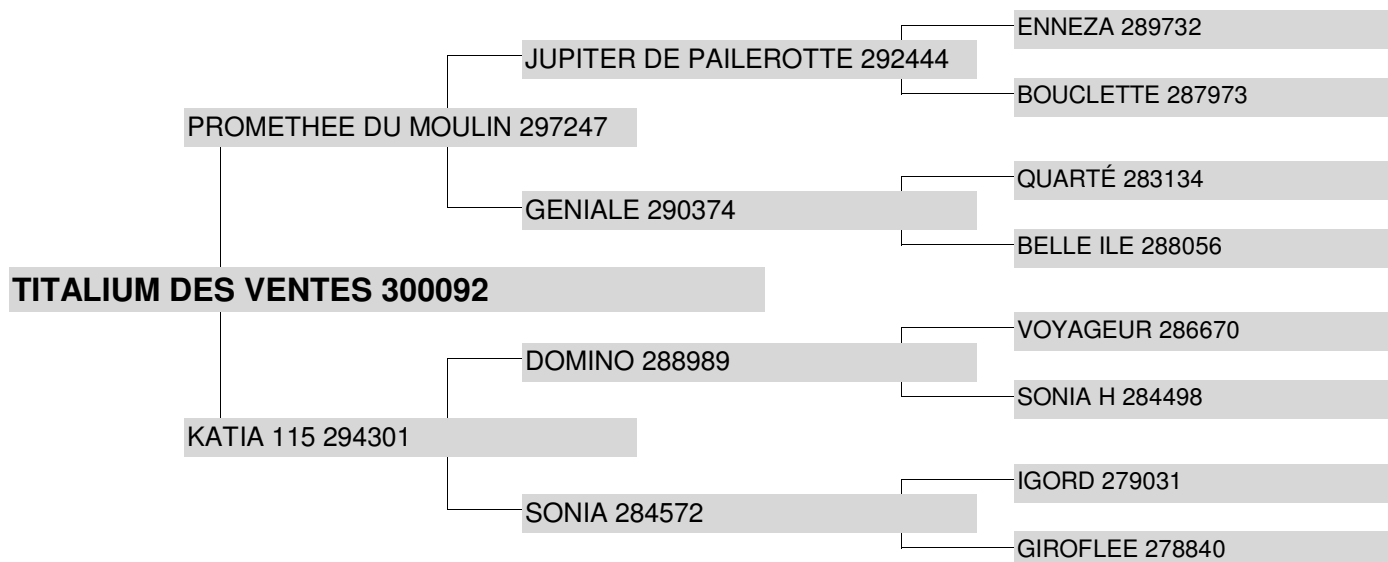 ENNEZA 289732
JUPITER DE PAILEROTTE 292444
BOUCLETTE 287973
PROMETHEE DU MOULIN 297247
QUARTÉ 283134
GENIALE 290374
BELLE ILE 288056
TITALIUM DES VENTES 300092
VOYAGEUR 286670
DOMINO 288989
SONIA H 284498
KATIA 115 294301
IGORD 279031
SONIA 284572
GIROFLEE 278840